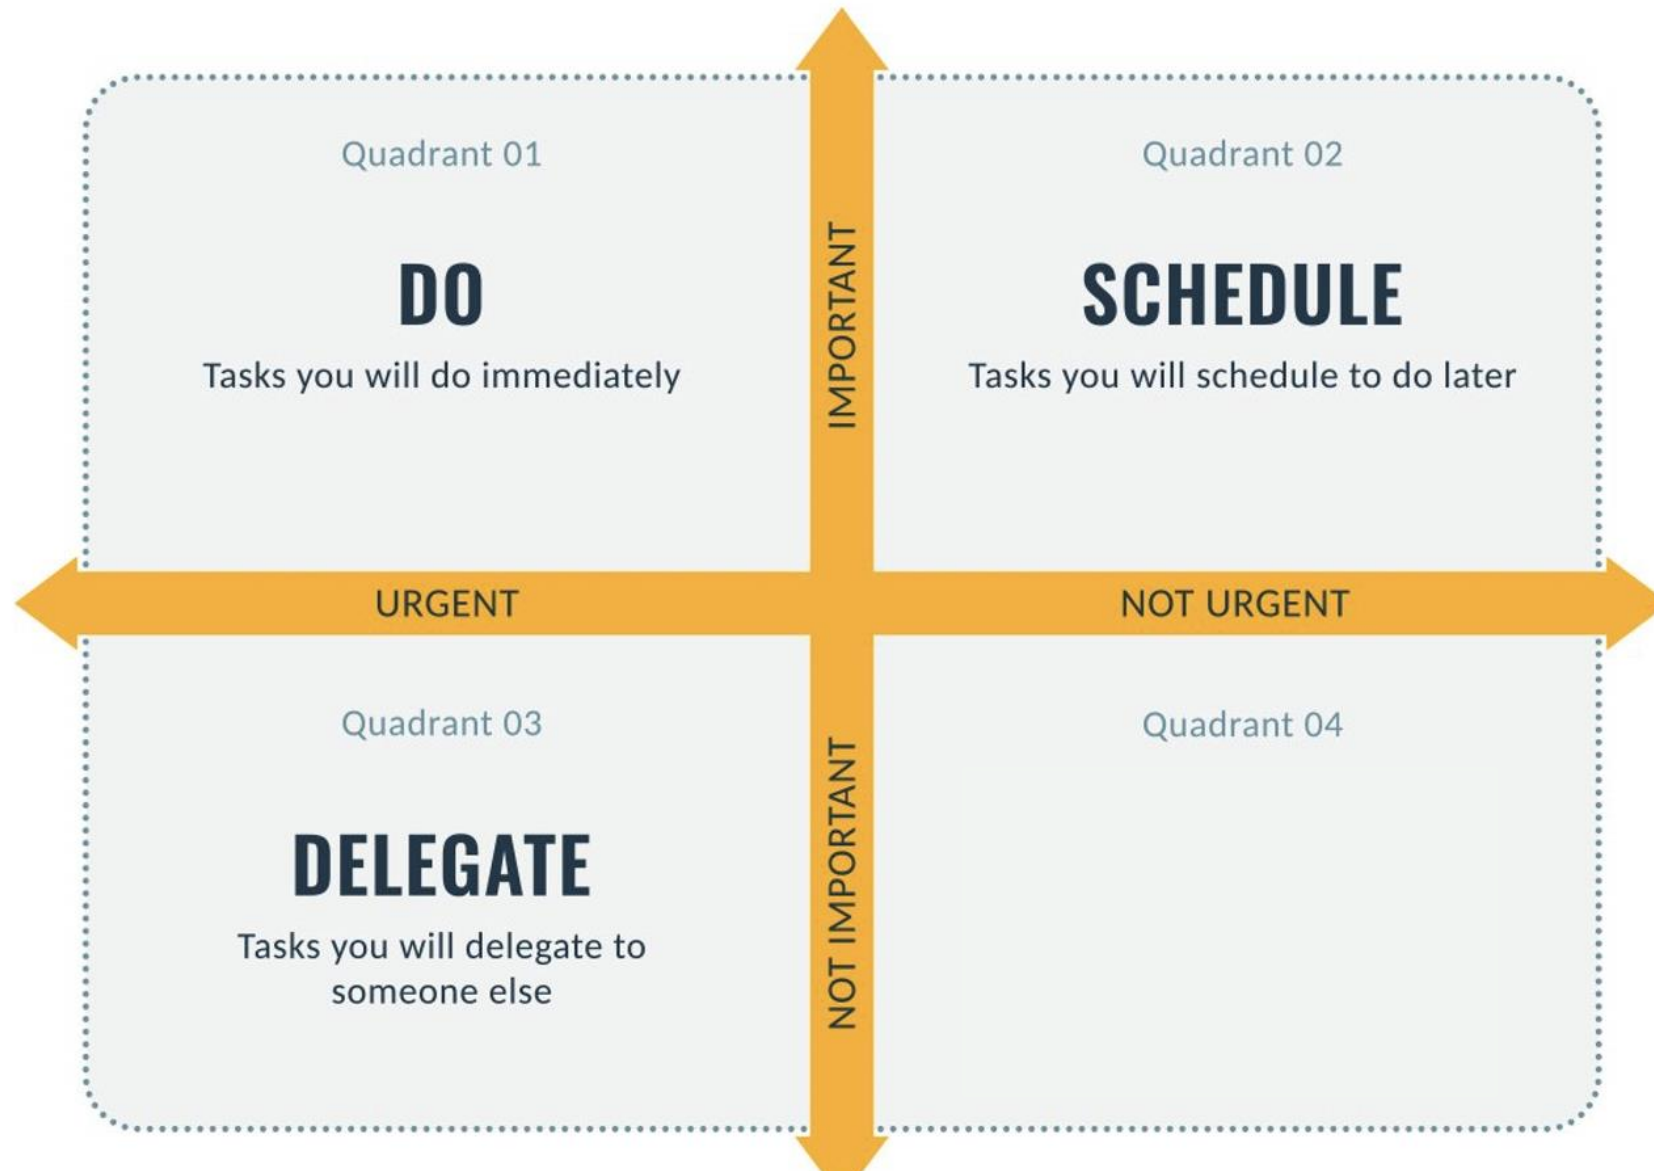 Quadrant 01
DO
Tasks you will do immediately
IMPORTANT
Quadrant 02
SCHEDULE
Tasks you will schedule to do later
URGENT
NOT URGENT
Quadrant 03
DELEGATE
Tasks you will delegate to
someone else
NOT IMPORTANT
Quadrant 04